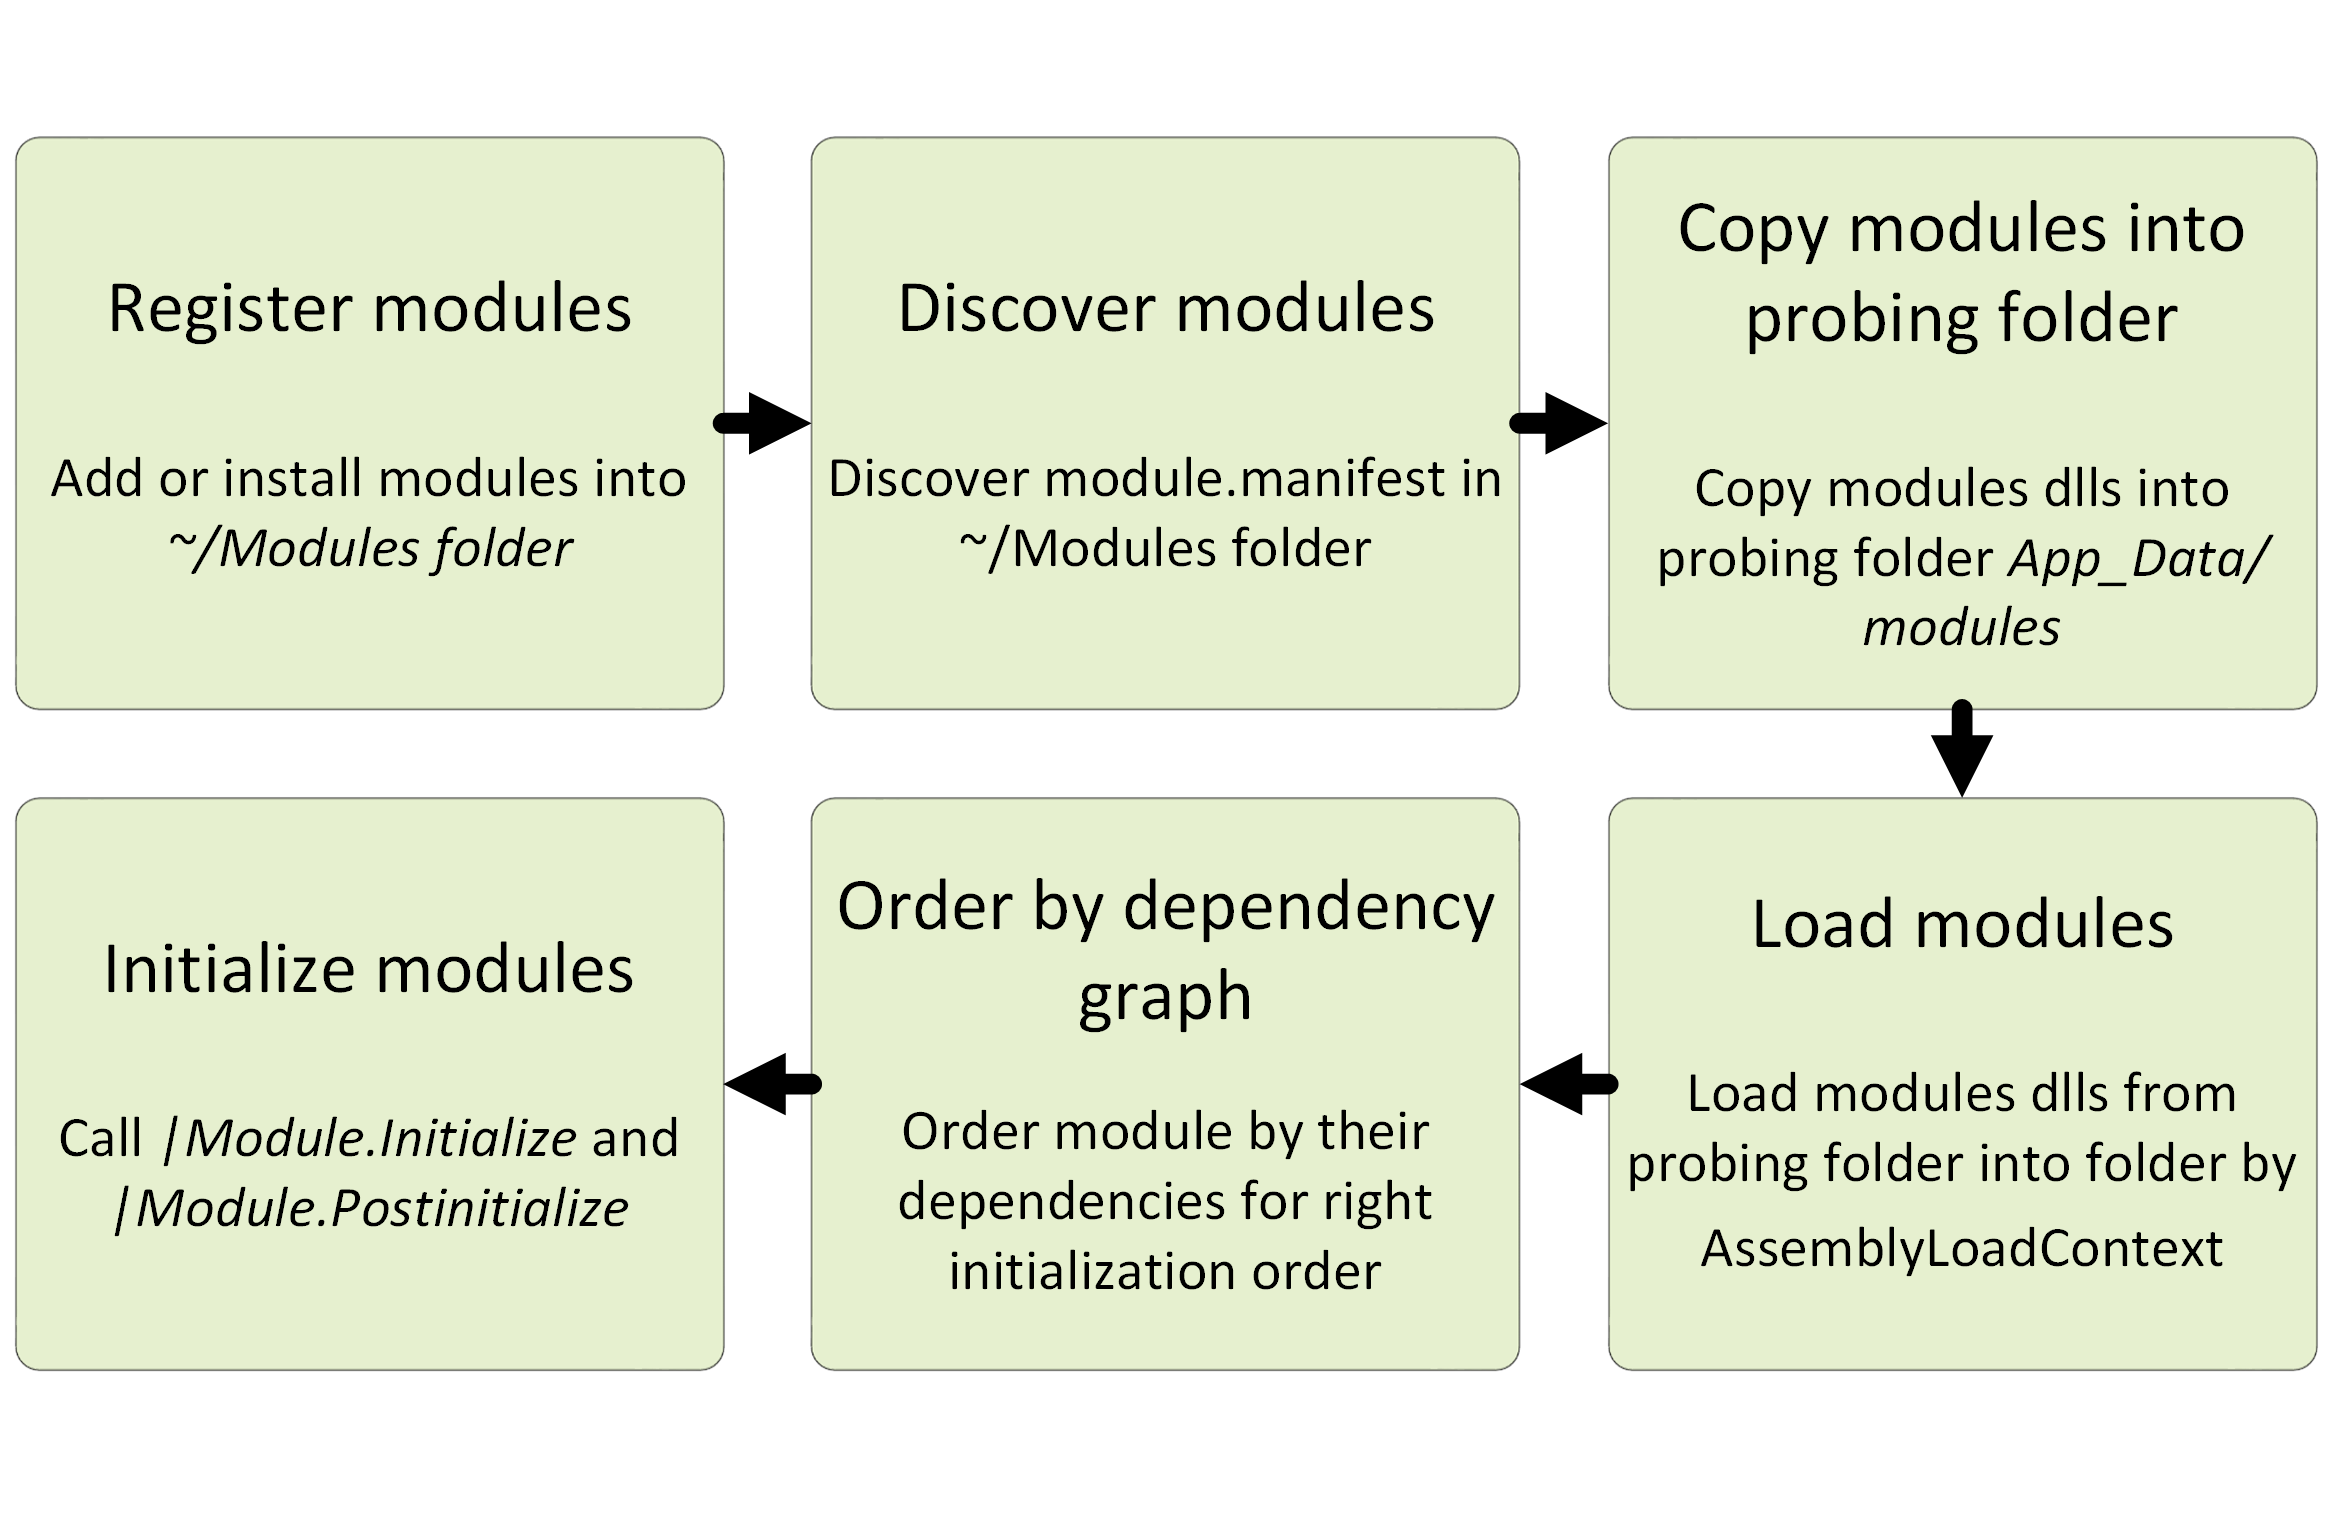 Register modules
Add or install modules into
~/Modules folder
Discover modules
Discover module.manifest in
~/Modules folder
Copy modules into
probing folder
Copy modules dlls into
probing folder App_Data/
modules
Load modules
Load modules dlls from
probing folder into folder by
AssemblyLoadContext
Order by dependency
graph
Order module by their
dependencies for right
initialization order
Initialize modules
Call |Module.Initialize and
|Module.Postinitialize